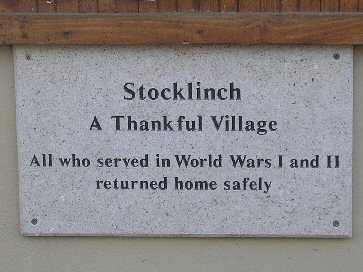 Stocklinch
A Thankful Village
All who served in World Wars I and II
returned home safely